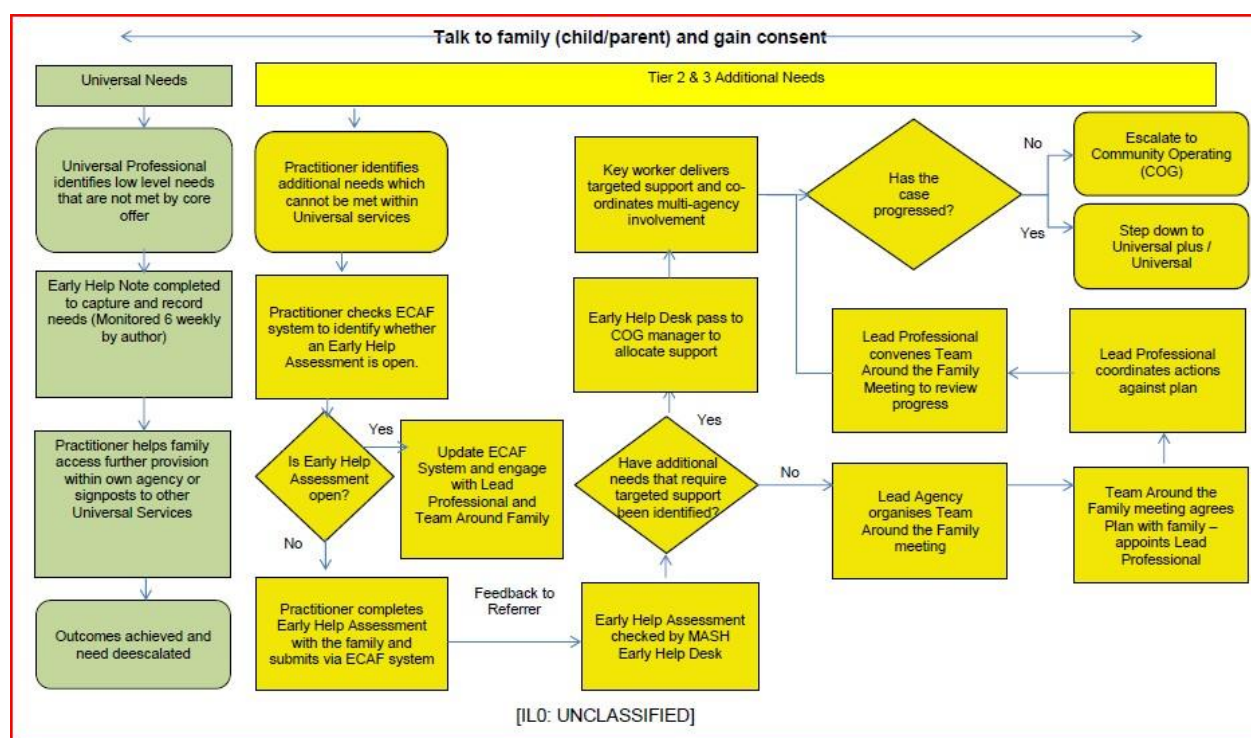 Talk to family (child/parent) and gain consent
Universal Needs
Tier 2 & 3 Additional Needs
Universal Professional
identifies low level needs
that are not met by core
offer
Early Help Note completed
to capture and record
needs (Monitored 6 weekly
by author)
Practitioner helps family
access further provision
within own agency or
signposts to other
Universal Services
Outcomes achieved and
need deescalated
Practitioner identifies
additional needs which
cannot be met within
Universal services
Practitioner checks ECAF
system to identify whether
an Early Help
Assessment is open.
Is Early Help
Assessment
open?
Yes
Update ECAF
System and engage
with Lead
Professional and
Team Around Family
No
Practitioner completes
Early Help Assessment
with the family and
submits via ECAF system
Feedback to
Referrer
Early Help Assessment
checked by MASH
Early Help Desk
Have additional
needs that require
targeted support
been identified?
Yes
Early Help Desk pass to
COG manager to
allocate support
Key worker delivers
targeted support and co-
ordinates multi-agency
involvement
No
Lead Agency
organises Team
Around the Family
meeting
Team Around the
Family meeting agrees
Plan with family –
appoints Lead
Professional
Lead Professional
coordinates actions
against plan
Lead Professional
convenes Team
Around the Family
Meeting to review
progress
Has the
case
progressed?
No
Escalate to
Community Operating
(COG)
Yes
Step down to
Universal plus /
Universal
[IL0: UNCLASSIFIED]